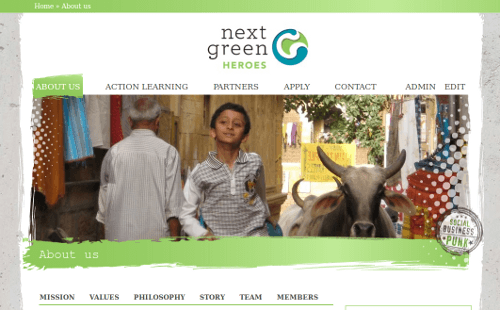 Home » About us
next
green
HEROES
ABOUT US ACTION LEARNING PARTNERS APPLY CONTACT ADMIN EDIT
SOCIAL
BUSINESS
PUNK
About us
MISSION VALUES PHILOSOPHY STORY TEAM MEMBERS